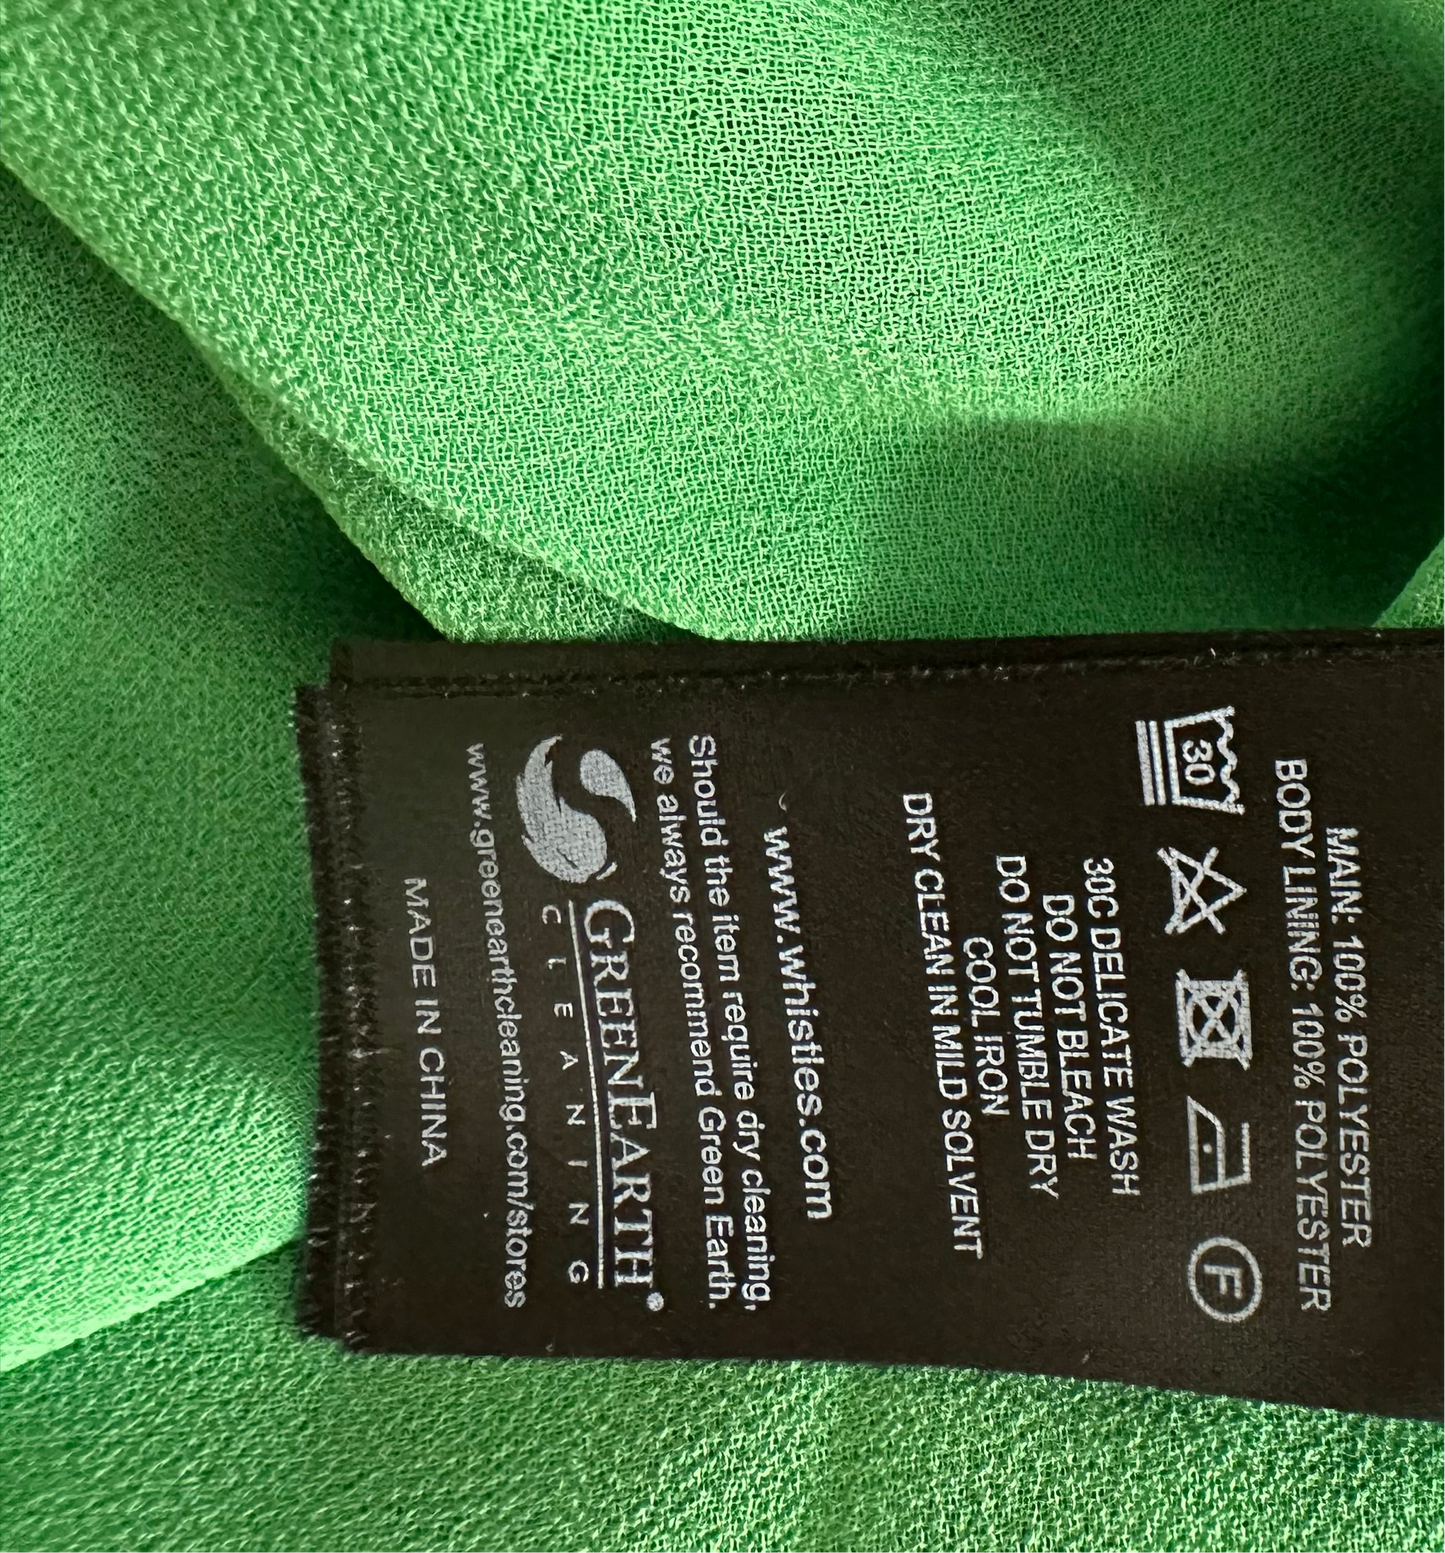 MAIN: 100% POLYESTER
BODY LINING: 100% POLYESTER
30
F
30C DELICATE WASH
DO NOT BLEACH
DO NOT TUMBLE DRY
COOL IRON
DRY CLEAN IN MILD SOLVENT
www.whistles.com
Should the item require dry cleaning,
we always recommend Green Earth.
GREENEARTH®
CLEANING
www.greenearthcleaning.com/stores
MADE IN CHINA